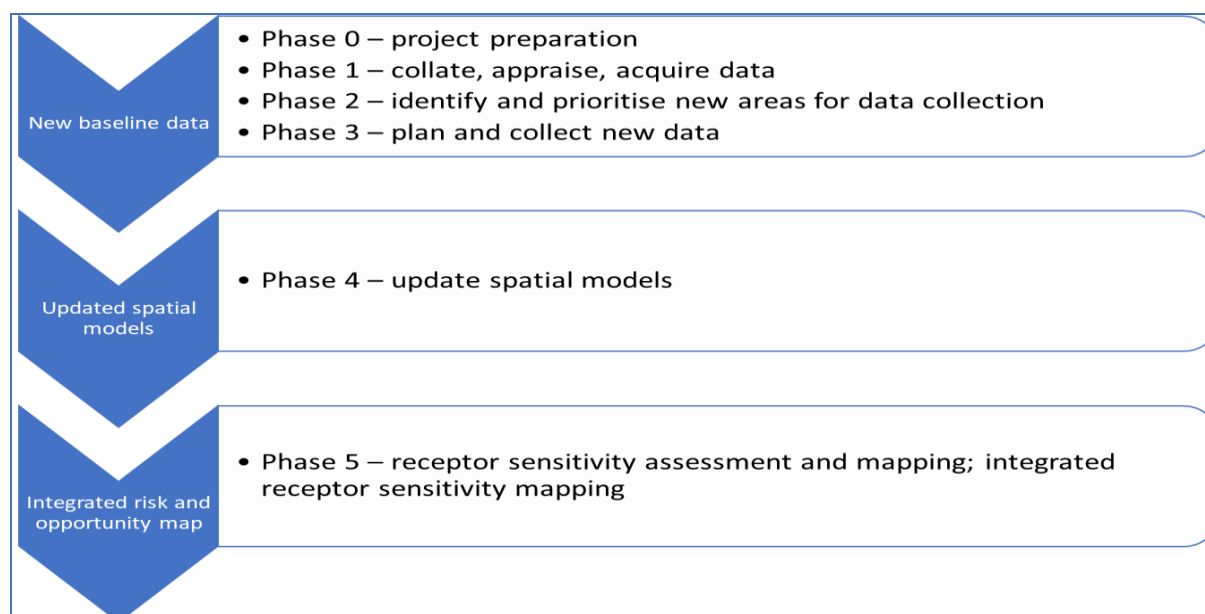 New baseline data
• Phase 0 – project preparation
• Phase 1 – collate, appraise, acquire data
• Phase 2 – identify and prioritise new areas for data collection
• Phase 3 – plan and collect new data
Updated spatial
models
• Phase 4 – update spatial models
Integrated risk and
opportunity map
• Phase 5 – receptor sensitivity assessment and mapping; integrated
receptor sensitivity mapping